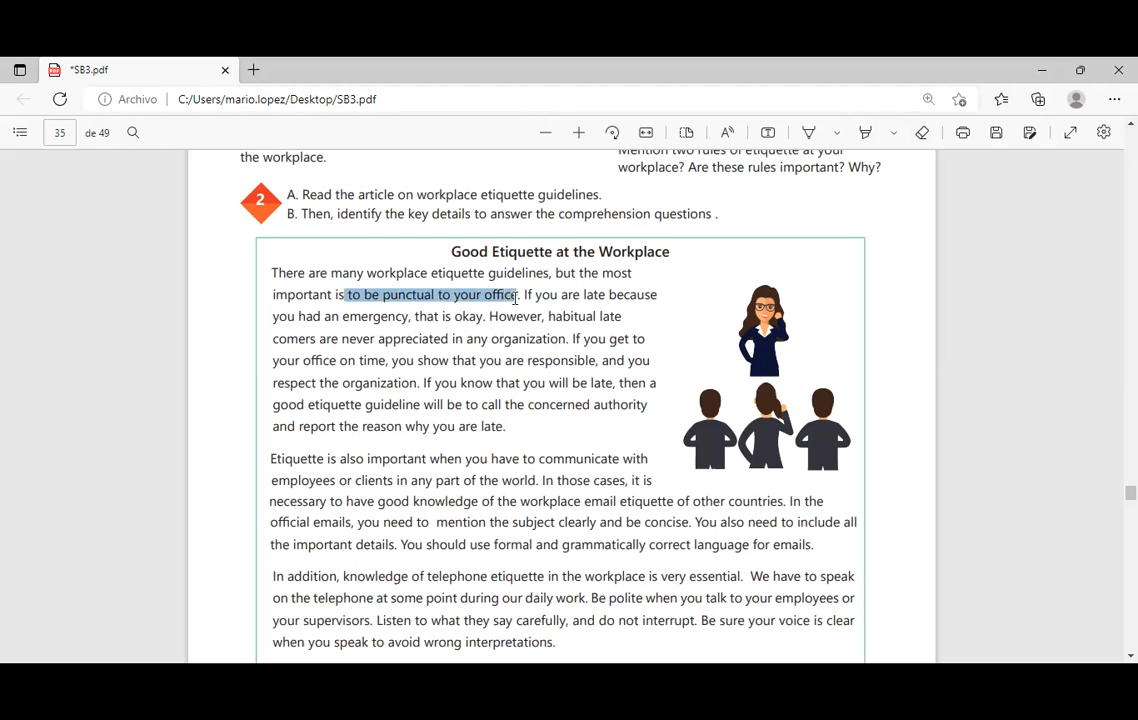 *SB3.pdf
Archivo C:/Users/mario.lopez/Desktop/SB3.pdf
35 de 49
the workplace.
Mention two rules of etiquette at your
workplace? Are these rules important? Why?
2
A. Read the article on workplace etiquette guidelines.
B. Then, identify the key details to answer the comprehension questions .
Good Etiquette at the Workplace
There are many workplace etiquette guidelines, but the most
important is to be punctual to your office. If you are late because
you had an emergency, that is okay. However, habitual late
comers are never appreciated in any organization. If you get to
your office on time, you show that you are responsible, and you
respect the organization. If you know that you will be late, then a
good etiquette guideline will be to call the concerned authority
and report the reason why you are late.
Etiquette is also important when you have to communicate with
employees or clients in any part of the world. In those cases, it is
necessary to have good knowledge of the workplace email etiquette of other countries. In the
official emails, you need to mention the subject clearly and be concise. You also need to include all
the important details. You should use formal and grammatically correct language for emails.
In addition, knowledge of telephone etiquette in the workplace is very essential. We have to speak
on the telephone at some point during our daily work. Be polite when you talk to your employees or
your supervisors. Listen to what they say carefully, and do not interrupt. Be sure your voice is clear
when you speak to avoid wrong interpretations.